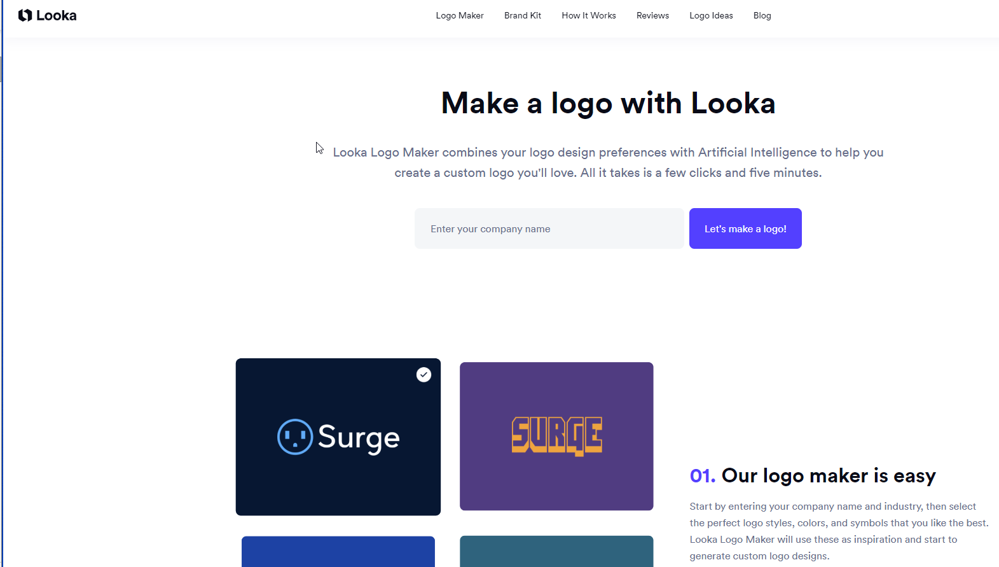 Looka
Logo Maker Brand Kit How It Works Reviews Logo Ideas Blog
Make a logo with Looka
Looka Logo Maker combines your logo design preferences with Artificial Intelligence to help you
create a custom logo you'll love. All it takes is a few clicks and five minutes.
Enter your company name
Let's make a logo!
Surge
SURGE
01. Our logo maker is easy
Start by entering your company name and industry, then select
the perfect logo styles, colors, and symbols that you like the best.
Looka Logo Maker will use these as inspiration and start to
generate custom logo designs.